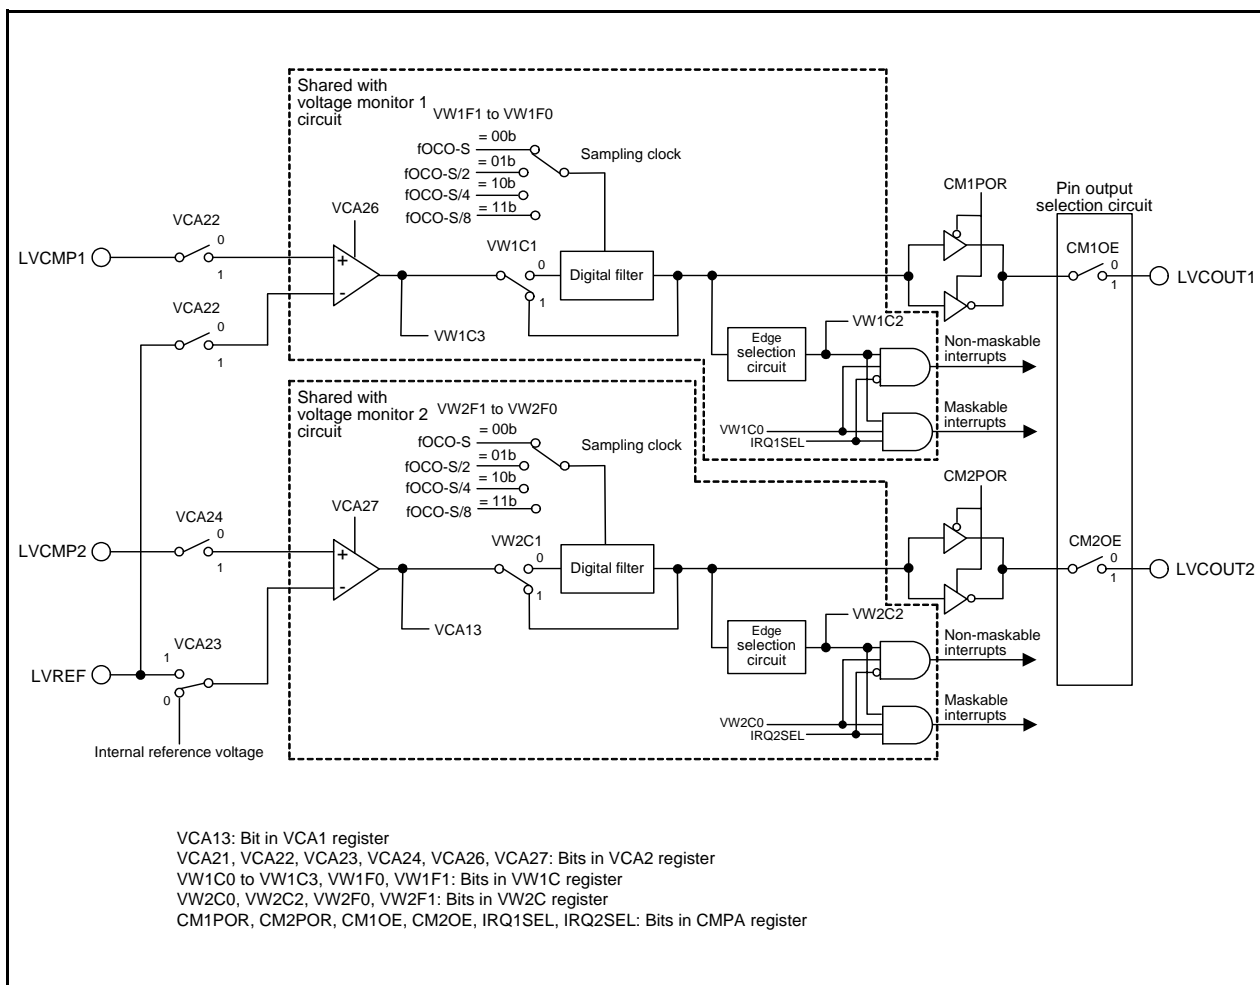 Shared with
voltage monitor 1
circuit
VW1F1 to VW1F0
= 00b
fOCO-S
= 01b
fOCO-S/2
= 10b
fOCO-S/4
= 11b
fOCO-S/8
Sampling clock
CM1POR
Pin output
selection circuit
VCA22
0
1
LVCMP1
VCA26
+
-
VW1C1
0
1
Digital filter
CM1OE
0
1
LVCOUT1
VCA22
0
1
VW1C3
Edge
selection
circuit
VW1C2
Non-maskable
interrupts
Maskable
interrupts
VW1C0
IRQ1SEL
Shared with
voltage monitor 2
circuit
VW2F1 to VW2F0
= 00b
fOCO-S
= 01b
fOCO-S/2
= 10b
fOCO-S/4
= 11b
fOCO-S/8
Sampling clock
CM2POR
VCA24
0
1
LVCMP2
VCA27
+
-
VW2C1
0
1
Digital filter
CM2OE
0
1
LVCOUT2
VCA13
Edge
selection
circuit
VW2C2
Non-maskable
interrupts
Maskable
interrupts
VW2C0
IRQ2SEL
VCA23
1
0
LVREF
Internal reference voltage
VCA13: Bit in VCA1 register
VCA21, VCA22, VCA23, VCA24, VCA26, VCA27: Bits in VCA2 register
VW1C0 to VW1C3, VW1F0, VW1F1: Bits in VW1C register
VW2C0, VW2C2, VW2F0, VW2F1: Bits in VW2C register
CM1POR, CM2POR, CM1OE, CM2OE, IRQ1SEL, IRQ2SEL: Bits in CMPA register